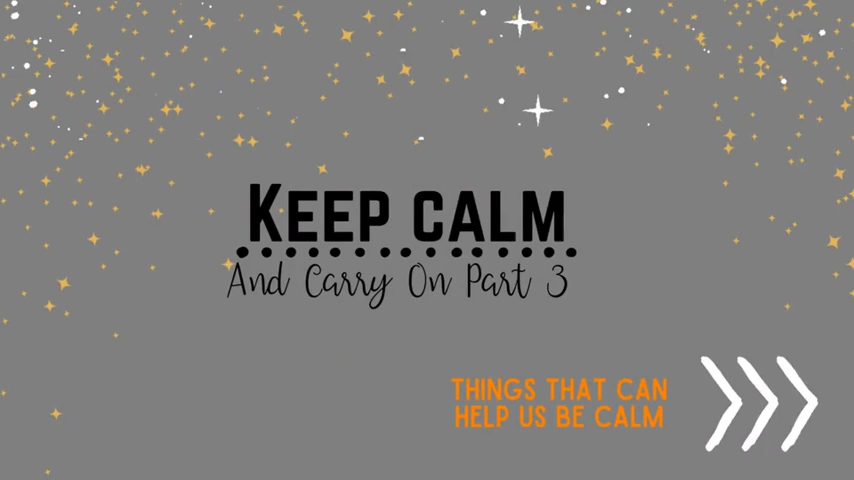 Keep calm
And Carry On Part 3
THINGS THAT CAN
HELP US BE CALM